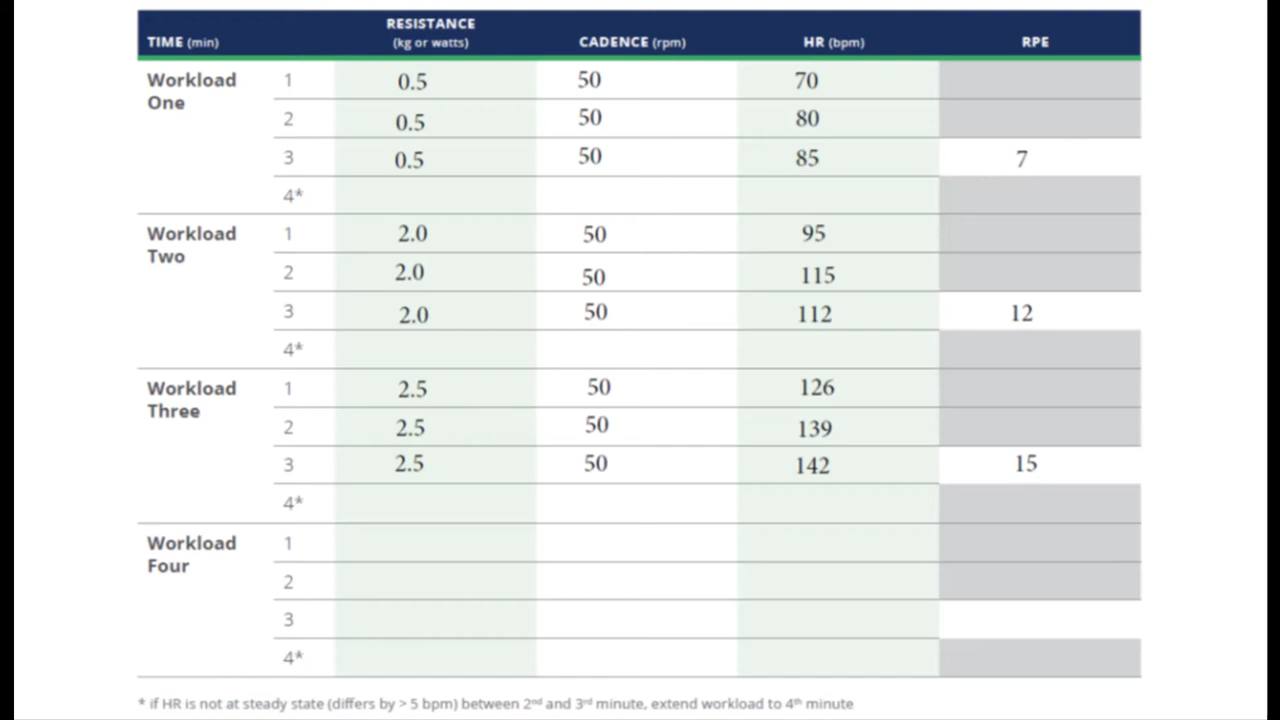 TIME (min) RESISTANCE (kg or watts) CADENCE (rpm) HR (bpm) RPE
Workload One 1 0.5 50 70
2 0.5 50 80
3 0.5 50 85 7
4*
Workload Two 1 2.0 50 95
2 2.0 50 115
3 2.0 50 112 12
4*
Workload Three 1 2.5 50 126
2 2.5 50 139
3 2.5 50 142 15
4*
Workload Four 1
2
3
4*
* if HR is not at steady state (differs by > 5 bpm) between 2nd and 3rd minute, extend workload to 4th minute